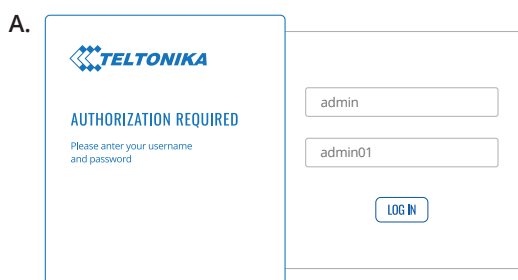 A.
TELTONIKA
AUTHORIZATION REQUIRED
Please anter your username
and password
admin
admin01
LOG IN